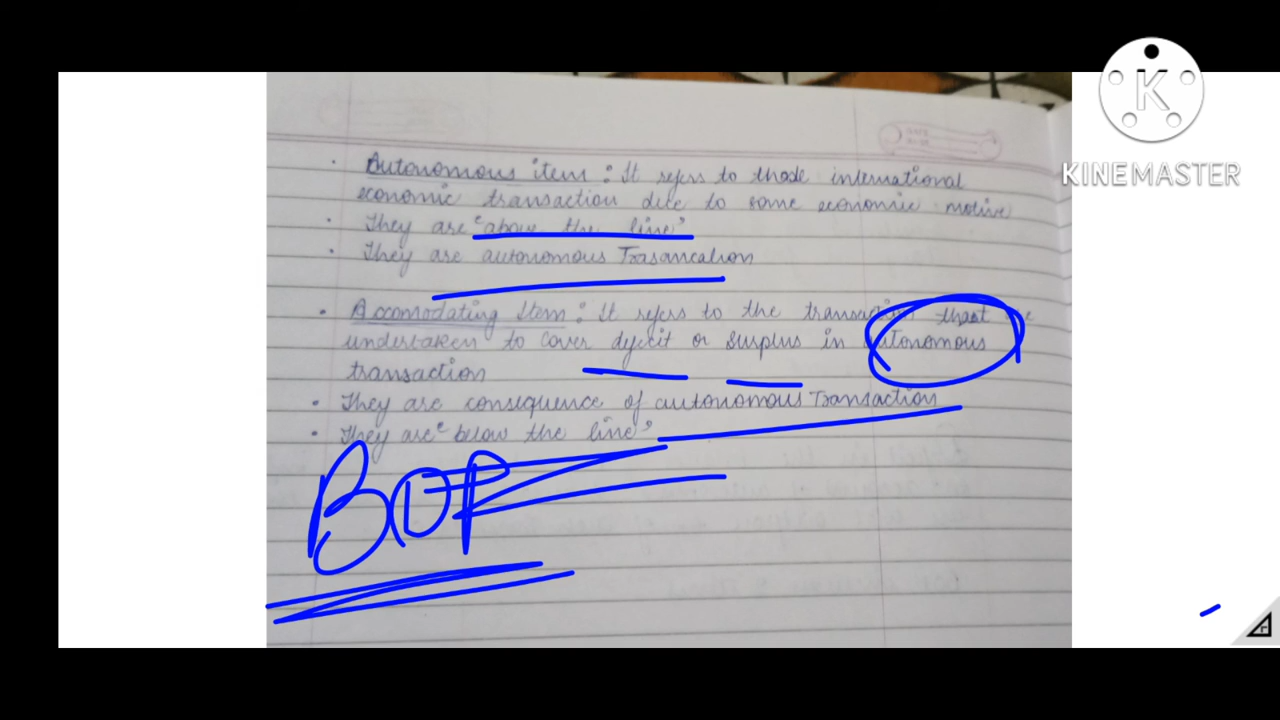 Autonomous item : It refers to those international
economic transaction due to some economic motive
• They are "above the line"
• They are autonomous Trasancation
• Accomodating Item : It refers to the transaction that are
undertaken to cover deficit or surplus in autonomous
transaction
• They are consequence of autonomous Transaction
• They are "below the line"
BOP
K
KINEMASTER